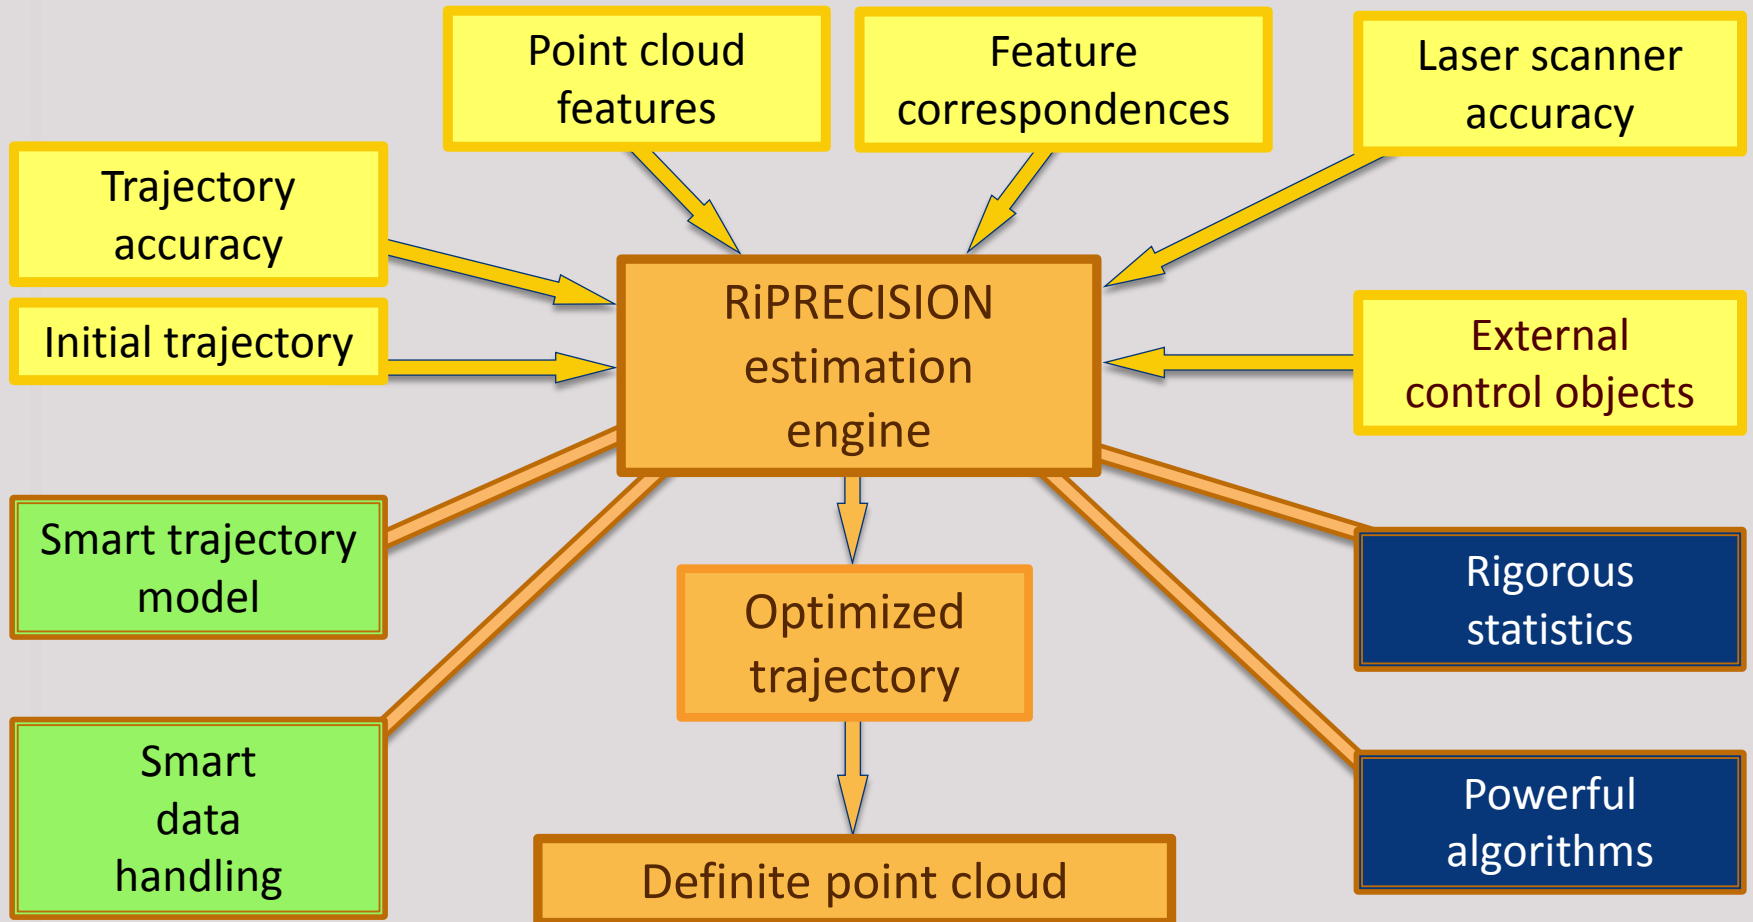 Point cloud
features
Feature
correspondences
Laser scanner
accuracy
Trajectory
accuracy
Initial trajectory
RiPRECISION
estimation
engine
External
control objects
Smart trajectory
model
Optimized
trajectory
Rigorous
statistics
Smart
data
handling
Powerful
algorithms
Definite point cloud